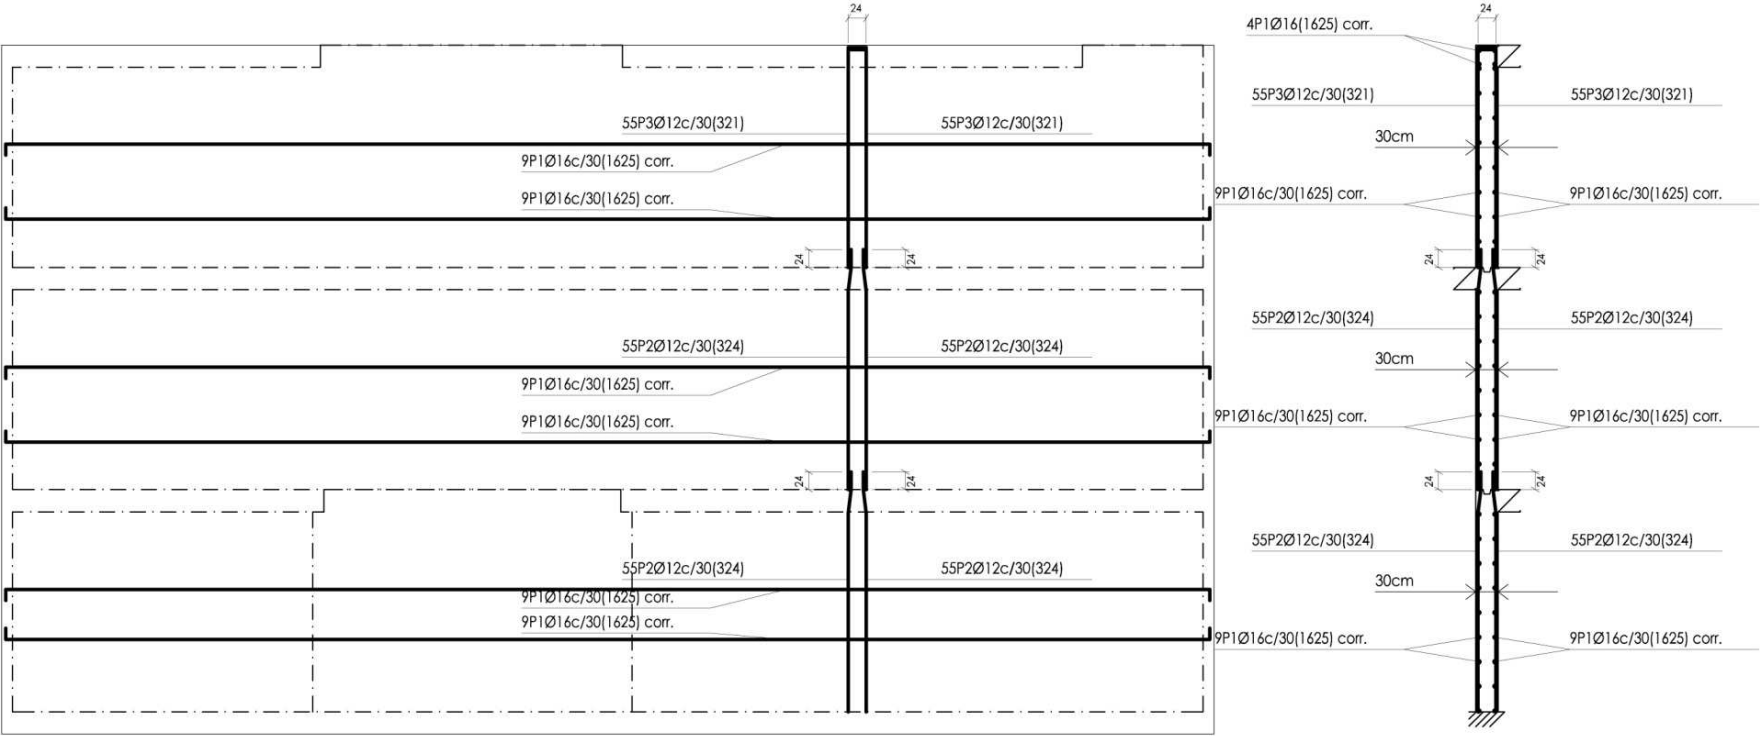 24
24
4P1Ø16(1625) corr.
55P3Ø12c/30(321)
55P3Ø12c/30(321)
55P3Ø12c/30(321)
55P3Ø12c/30(321)
30cm
9P1Ø16c/30(1625) corr.
9P1Ø16c/30(1625) corr.
9P1Ø16c/30(1625) corr.
9P1Ø16c/30(1625) corr.
24
24
24
24
55P2Ø12c/30(324)
55P2Ø12c/30(324)
55P2Ø12c/30(324)
55P2Ø12c/30(324)
30cm
9P1Ø16c/30(1625) corr.
9P1Ø16c/30(1625) corr.
9P1Ø16c/30(1625) corr.
9P1Ø16c/30(1625) corr.
24
24
24
24
55P2Ø12c/30(324)
55P2Ø12c/30(324)
55P2Ø12c/30(324)
55P2Ø12c/30(324)
30cm
9P1Ø16c/30(1625) corr.
9P1Ø16c/30(1625) corr.
9P1Ø16c/30(1625) corr.
9P1Ø16c/30(1625) corr.